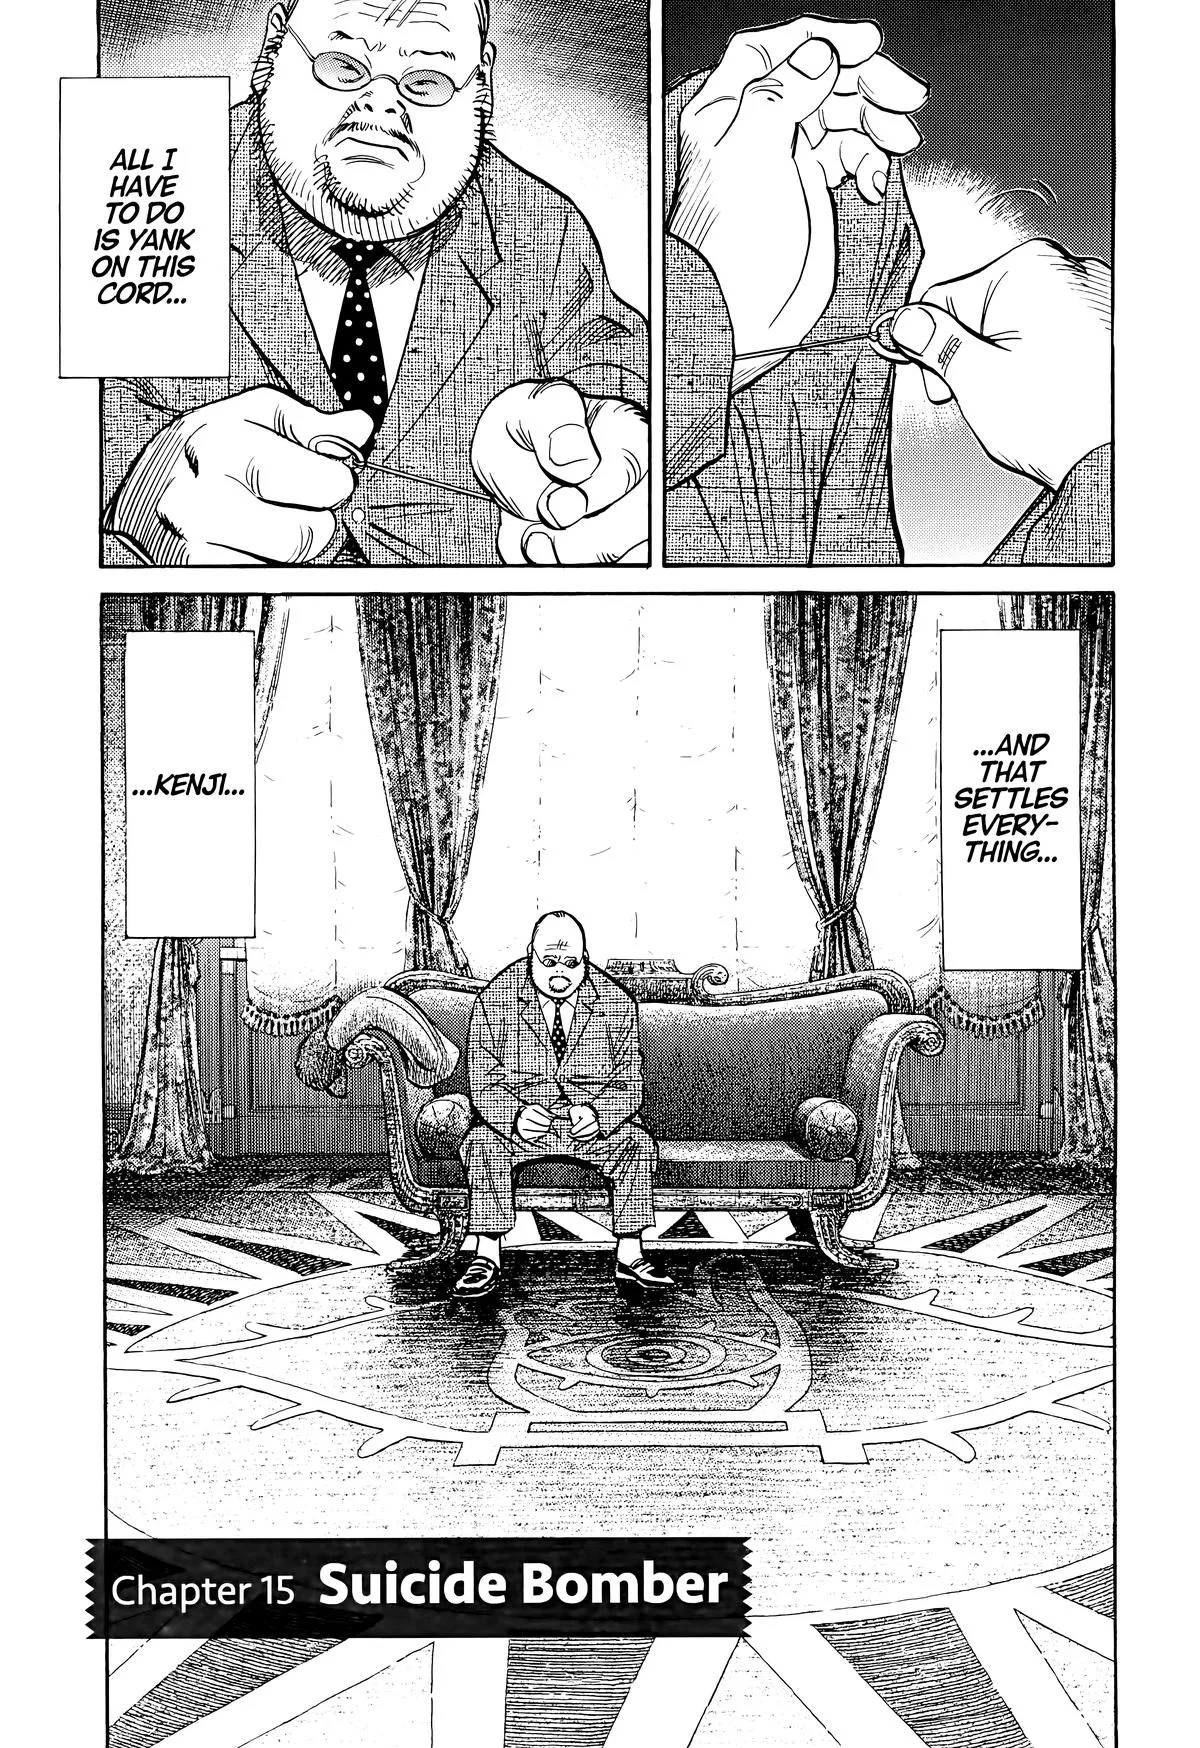 ALL I
HAVE
TO DO
IS YANK
ON THIS
CORD...
...AND
THAT
SETTLES
EVERY-
THING...
...KENJI...
Chapter 15 Suicide Bomber